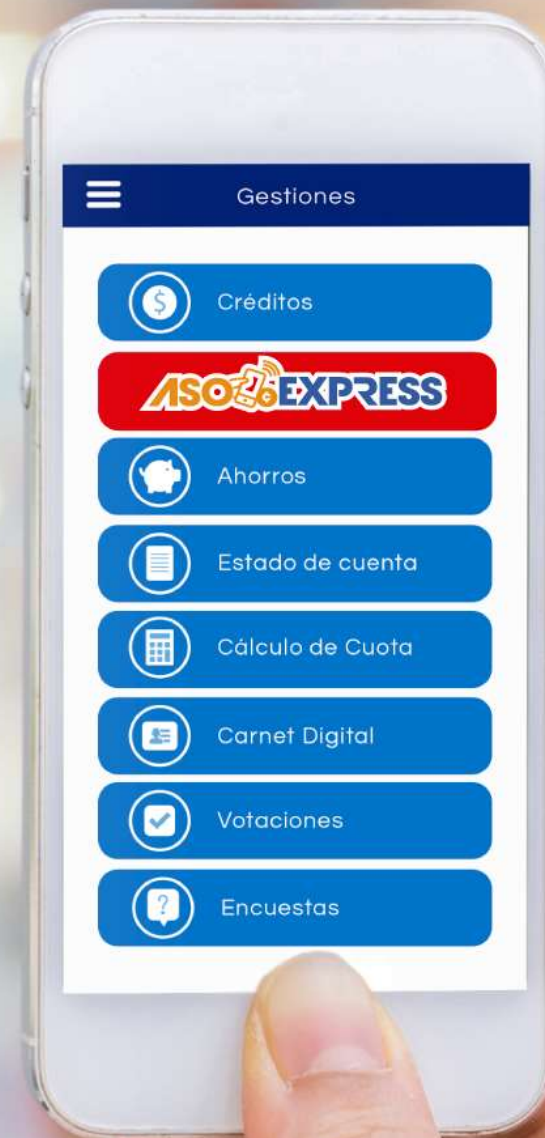 Gestiones
Créditos
ASOEXPRESS
Ahorros
Estado de cuenta
Cálculo de Cuota
Carnet Digital
Votaciones
Encuestas